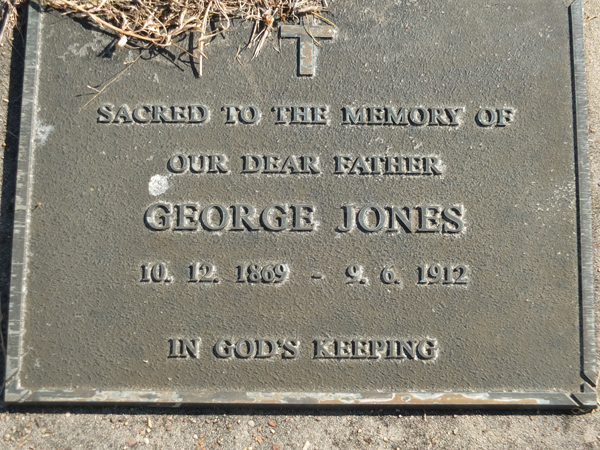 SACRED TO THE MEMORY OF
OUR DEAR FATHER
GEORGE JONES
10. 12. 1869 - 9. 6. 1912
IN GOD'S KEEPING